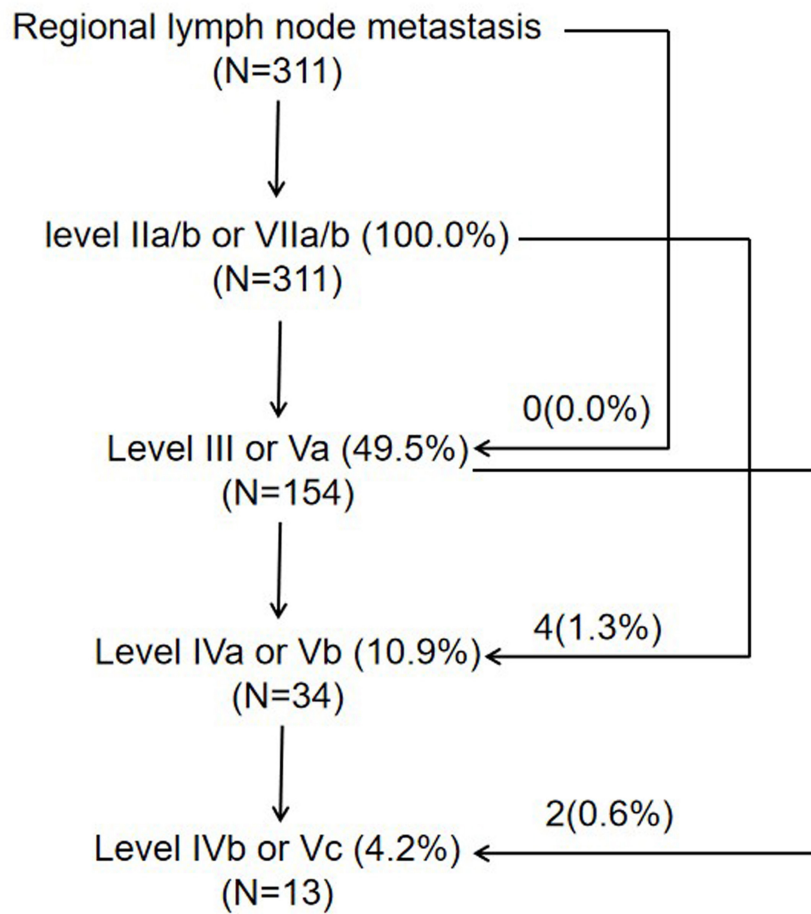 Regional lymph node metastasis
(N=311)
level IIa/b or VIIa/b (100.0%)
(N=311)
0(0.0%)
Level III or Va (49.5%)
(N=154)
4(1.3%)
Level IVa or Vb (10.9%)
(N=34)
2(0.6%)
Level IVb or Vc (4.2%)
(N=13)